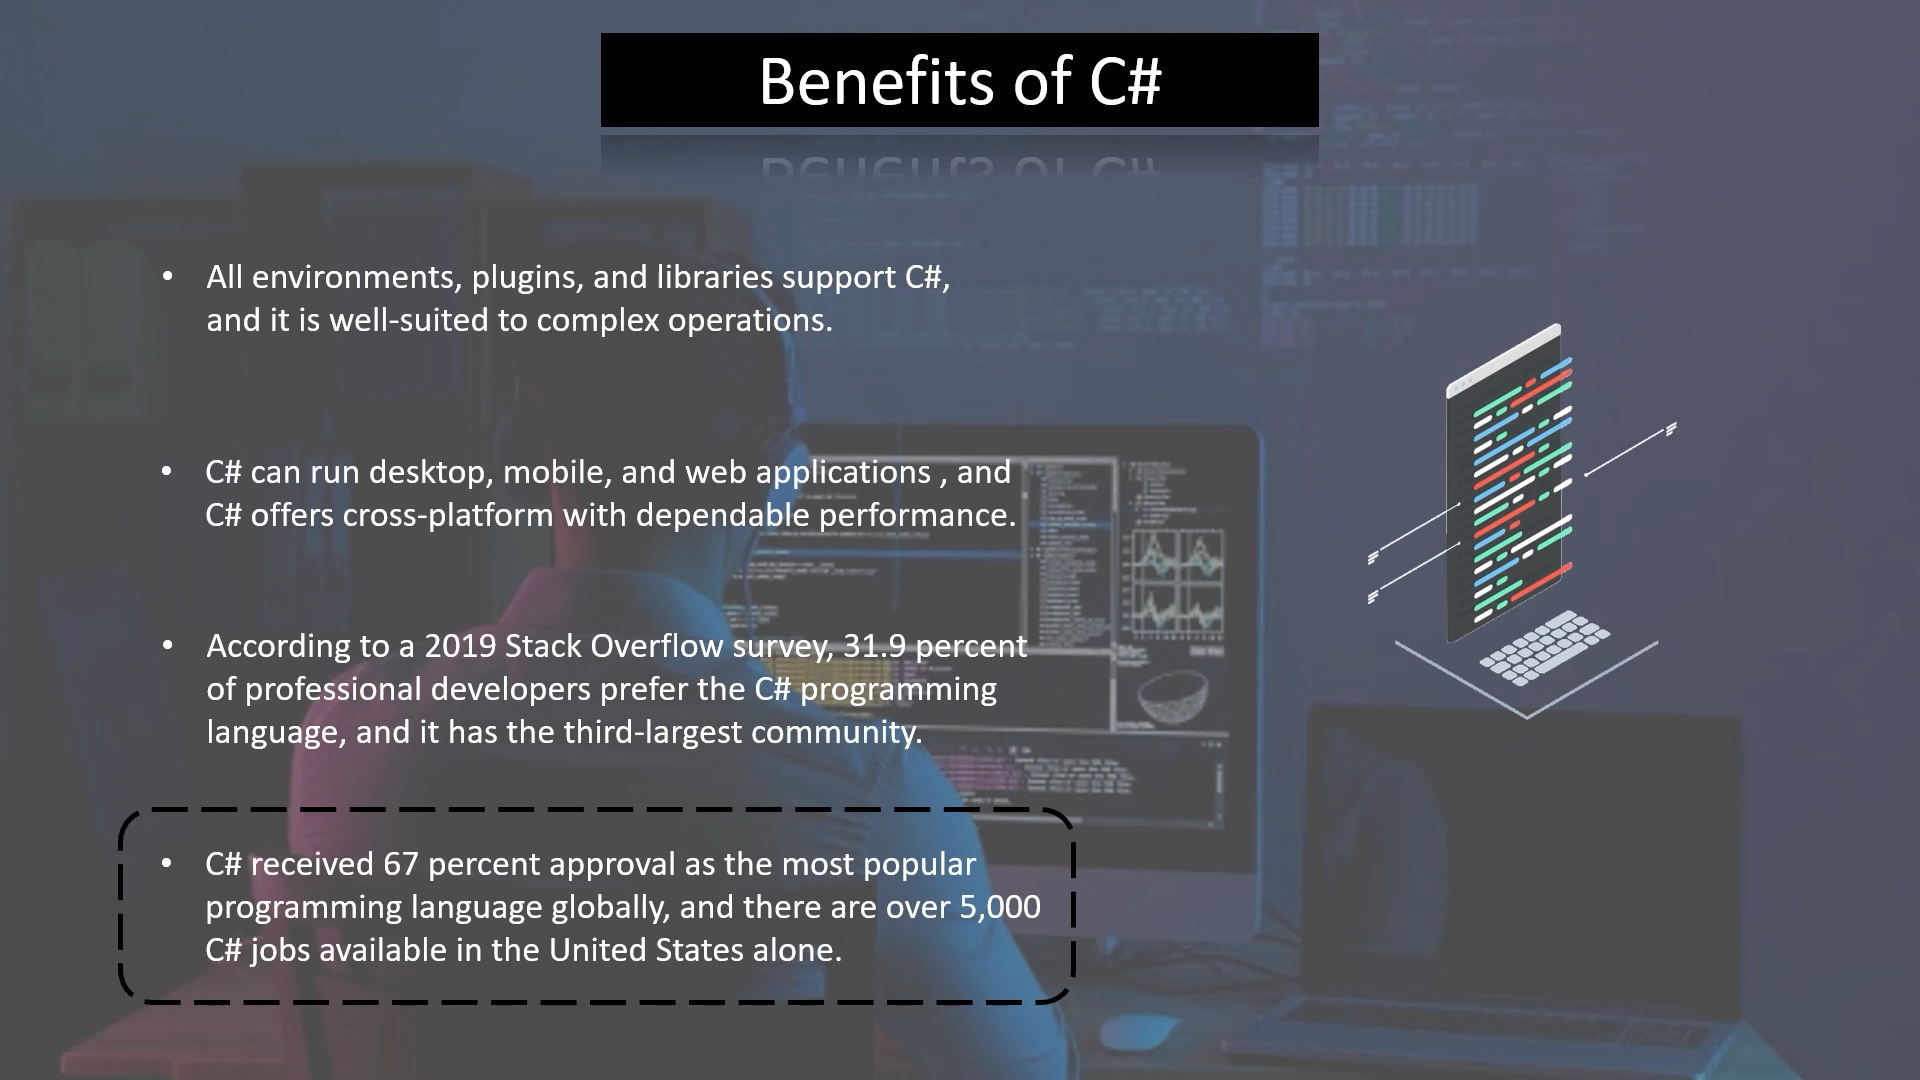 Benefits of C#
• All environments, plugins, and libraries support C#,
and it is well-suited to complex operations.
• C# can run desktop, mobile, and web applications , and
C# offers cross-platform with dependable performance.
• According to a 2019 Stack Overflow survey, 31.9 percent
of professional developers prefer the C# programming
language, and it has the third-largest community.
• C# received 67 percent approval as the most popular
programming language globally, and there are over 5,000
C# jobs available in the United States alone.